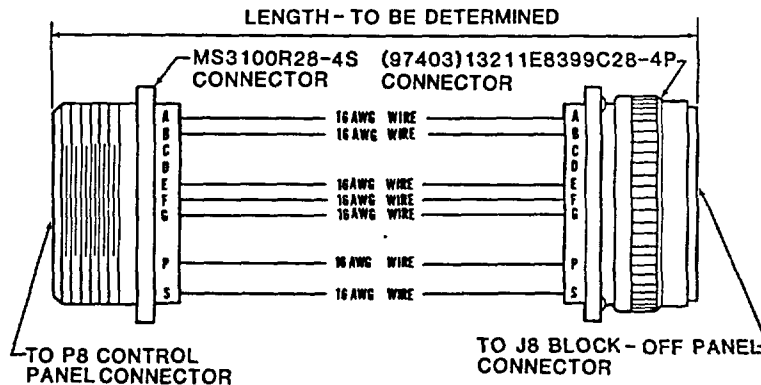 LENGTH - TO BE DETERMINED
MS3100R28-4S
CONNECTOR
(97403)13211E8399C28-4P
CONNECTOR
A 16 AWG WIRE A
B 16 AWG WIRE B
C C
D D
E 16 AWG WIRE E
F 16 AWG WIRE F
G 16 AWG WIRE G
P 16 AWG WIRE P
S 16 AWG WIRE S
TO P8 CONTROL
PANEL CONNECTOR
TO J8 BLOCK - OFF PANEL
CONNECTOR